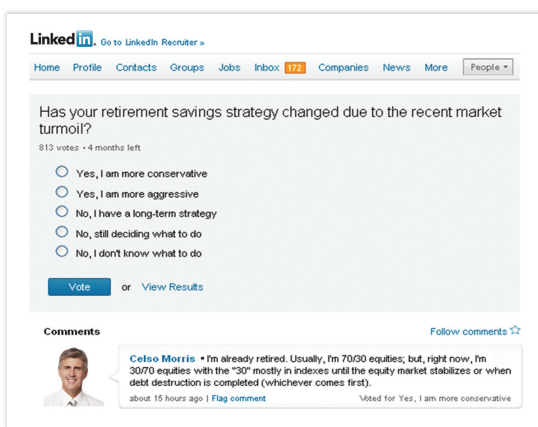 Linked in. Go to LinkedIn Recruiter »
Home Profile Contacts Groups Jobs Inbox 172 Companies News More People
Has your retirement savings strategy changed due to the recent market
turmoil?
813 votes • 4 months left
Yes, I am more conservative
Yes, I am more aggressive
No, I have a long-term strategy
No, still deciding what to do
No, I don't know what to do
Vote or View Results
Comments Follow comments
Celso Morris • I'm already retired. Usually, I'm 70/30 equities; but, right now, I'm
30/70 equities with the "30" mostly in indexes until the equity market stabilizes or when
debt destruction is completed (whichever comes first).
about 15 hours ago | Flag comment Voted for Yes, I am more conservative